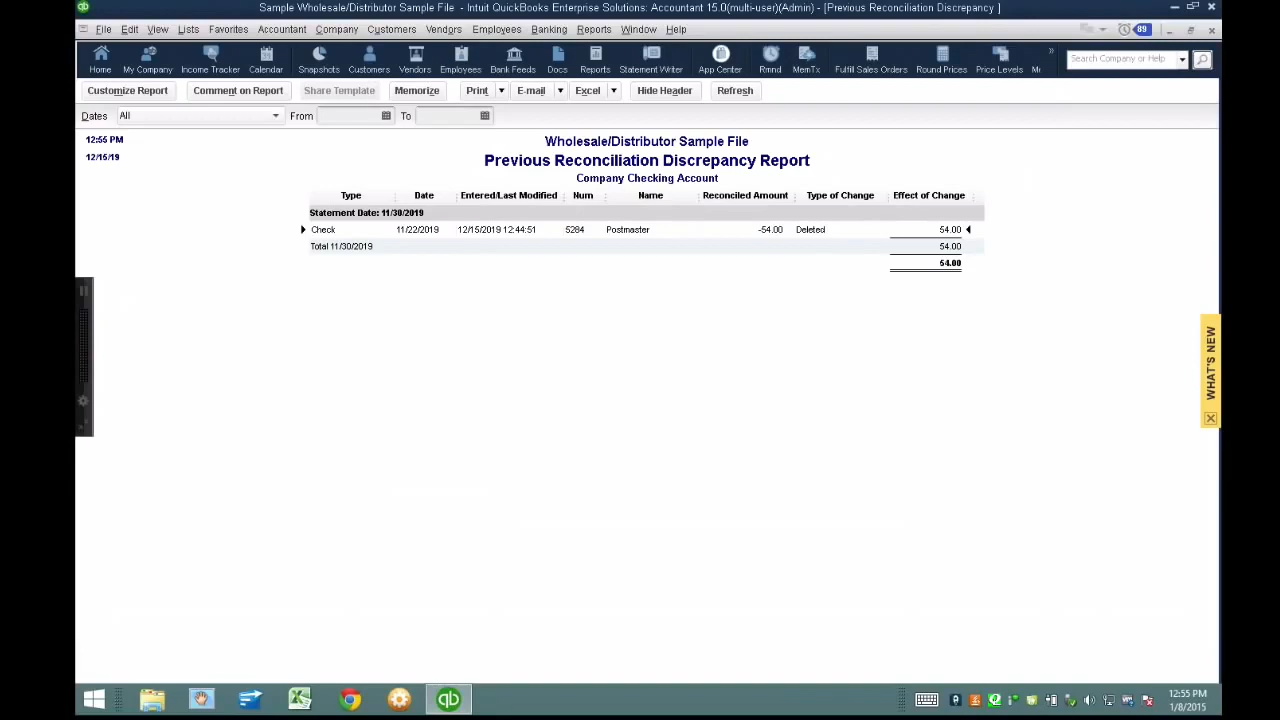 qb Sample Wholesale/Distributor Sample File - Intuit QuickBooks Enterprise Solutions: Accountant 15.0(multi-user)(Admin) - [Previous Reconciliation Discrepancy ]
File Edit View Lists Favorites Accountant Company Customers Vendors Employees Banking Reports Window Help 89
Home My Company Income Tracker Calendar Snapshots Customers Vendors Employees Bank Feeds Docs Reports Statement Writer App Center Rmnd MemTx Fulfill Sales Orders Round Prices Price Levels Search Company or Help
Customize Report Comment on Report Share Template Memorize Print E-mail Excel Hide Header Refresh
Dates All From To
12:55 PM
12/15/19
Wholesale/Distributor Sample File
Previous Reconciliation Discrepancy Report
Company Checking Account
Type Date Entered/Last Modified Num Name Reconciled Amount Type of Change Effect of Change
Statement Date: 11/30/2019
Check 11/22/2019 12/15/2019 12:44:51 5284 Postmaster -54.00 Deleted 54.00
Total 11/30/2019 54.00
54.00
WHAT'S NEW
qb 12:55 PM
1/8/2015